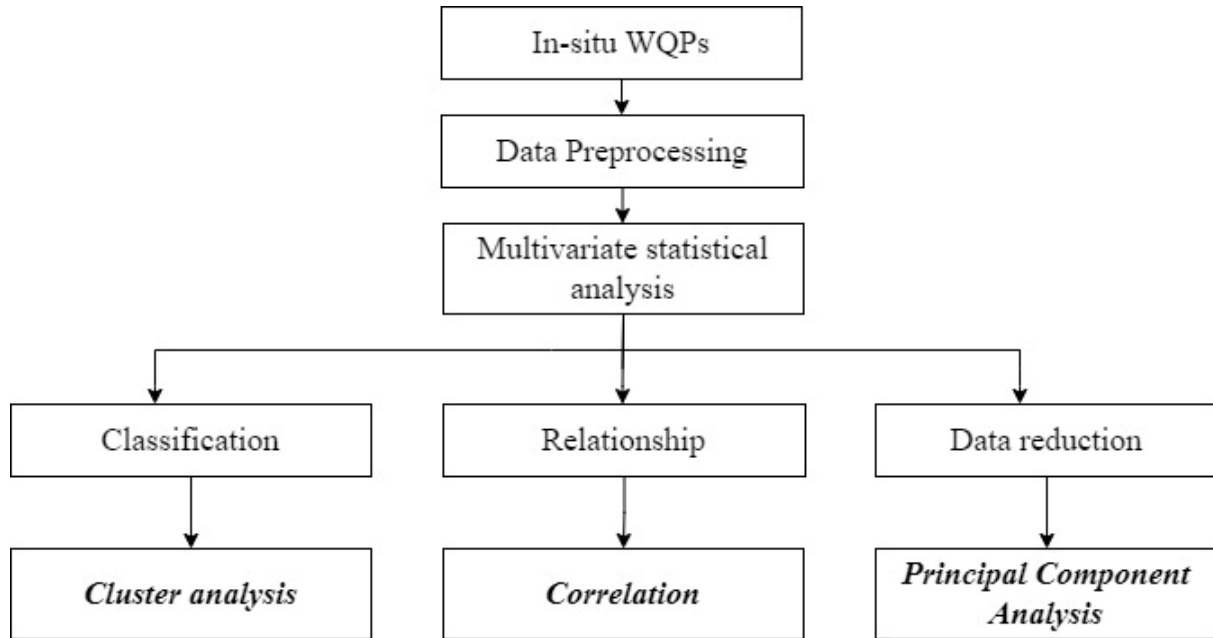 In-situ WQPs
Data Preprocessing
Multivariate statistical
analysis
Classification
Relationship
Data reduction
Cluster analysis
Correlation
Principal Component
Analysis